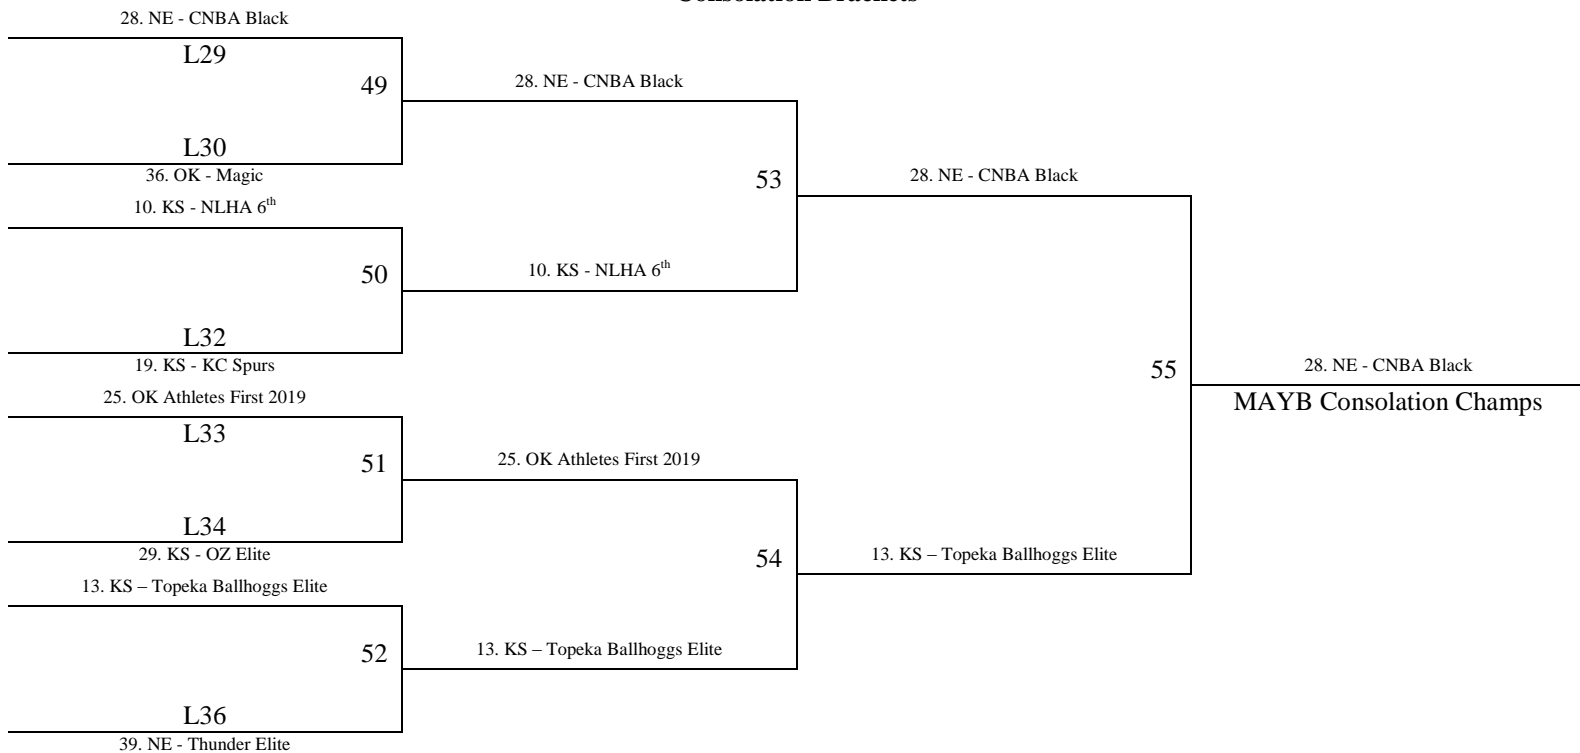 Consolation Brackets
28. NE - CNBA Black
L29
49
L30
36. OK - Magic
10. KS - NLHA 6th
50
L32
19. KS - KC Spurs
25. OK Athletes First 2019
L33
51
L34
29. KS - OZ Elite
13. KS – Topeka Ballhoggs Elite
52
L36
39. NE - Thunder Elite
28. NE - CNBA Black
53
10. KS - NLHA 6th
25. OK Athletes First 2019
54
13. KS – Topeka Ballhoggs Elite
28. NE - CNBA Black
55
13. KS – Topeka Ballhoggs Elite
28. NE - CNBA Black
MAYB Consolation Champs